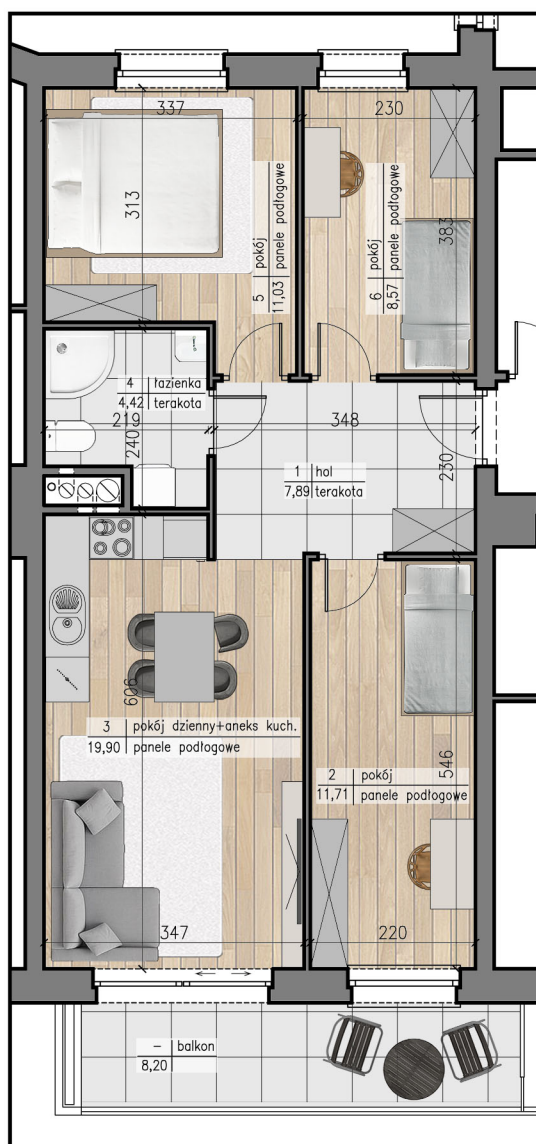 337
230
313
5 | pokój
11,03 | panele podłogowe
383
6 | pokój
8,57 | panele podłogowe
4 | łazienka
4,42 | terakota
219
240
348
230
1 | hol
7,89 | terakota
606
3 | pokój dzienny+aneks kuch.
19,90 | panele podłogowe
2 | pokój
11,71 | panele podłogowe
546
347
220
– | balkon
8,20